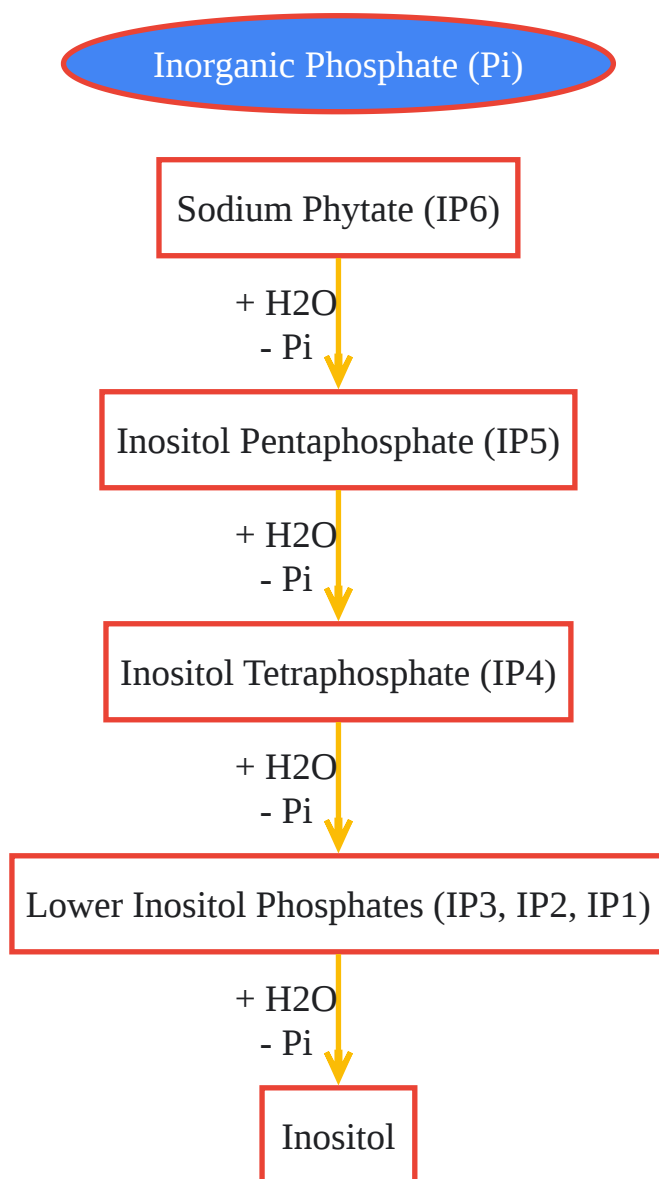 Inorganic Phosphate (Pi)
Sodium Phytate (IP6)
+ H2O
- Pi
Inositol Pentaphosphate (IP5)
+ H2O
- Pi
Inositol Tetraphosphate (IP4)
+ H2O
- Pi
Lower Inositol Phosphates (IP3, IP2, IP1)
+ H2O
- Pi
Inositol